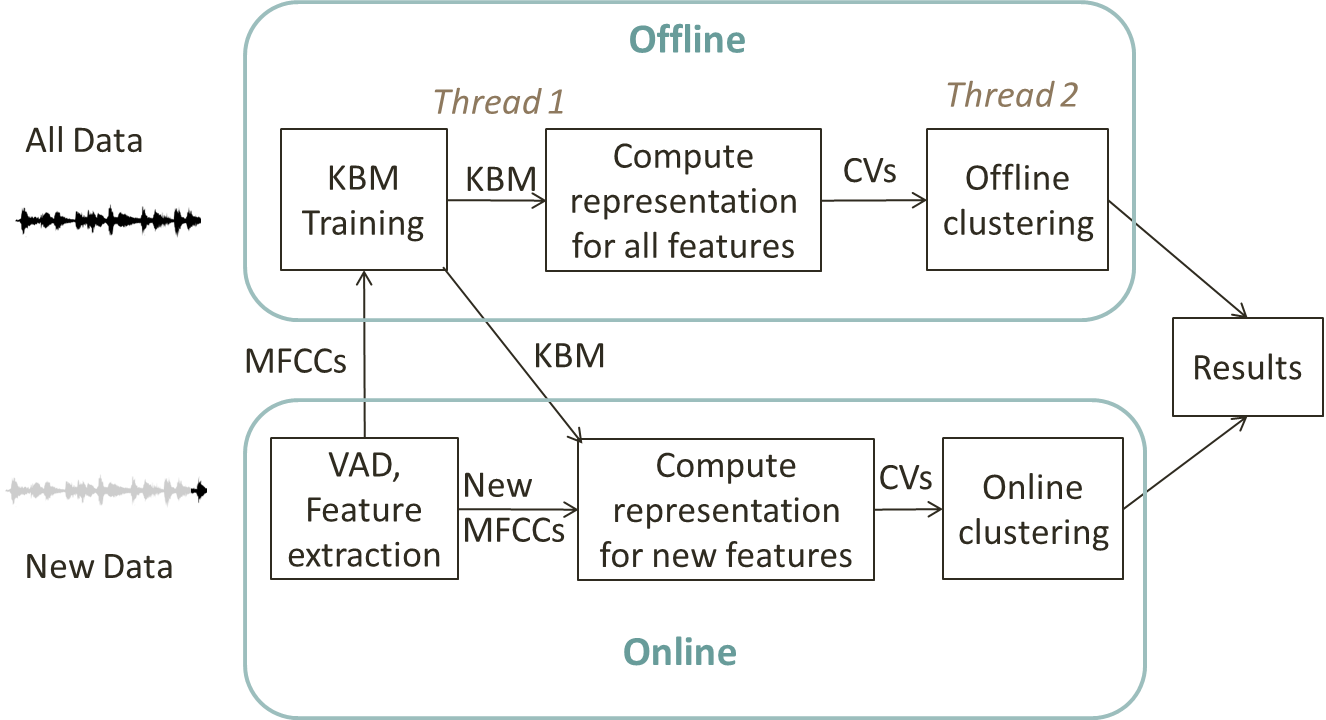 Offline
Thread 1
Thread 2
All Data
KBM
Training
KBM
Compute
representation
for all features
CVs
Offline
clustering
MFCCs
KBM
Results
VAD,
Feature
extraction
New
MFCCs
Compute
representation
for new features
CVs
Online
clustering
New Data
Online